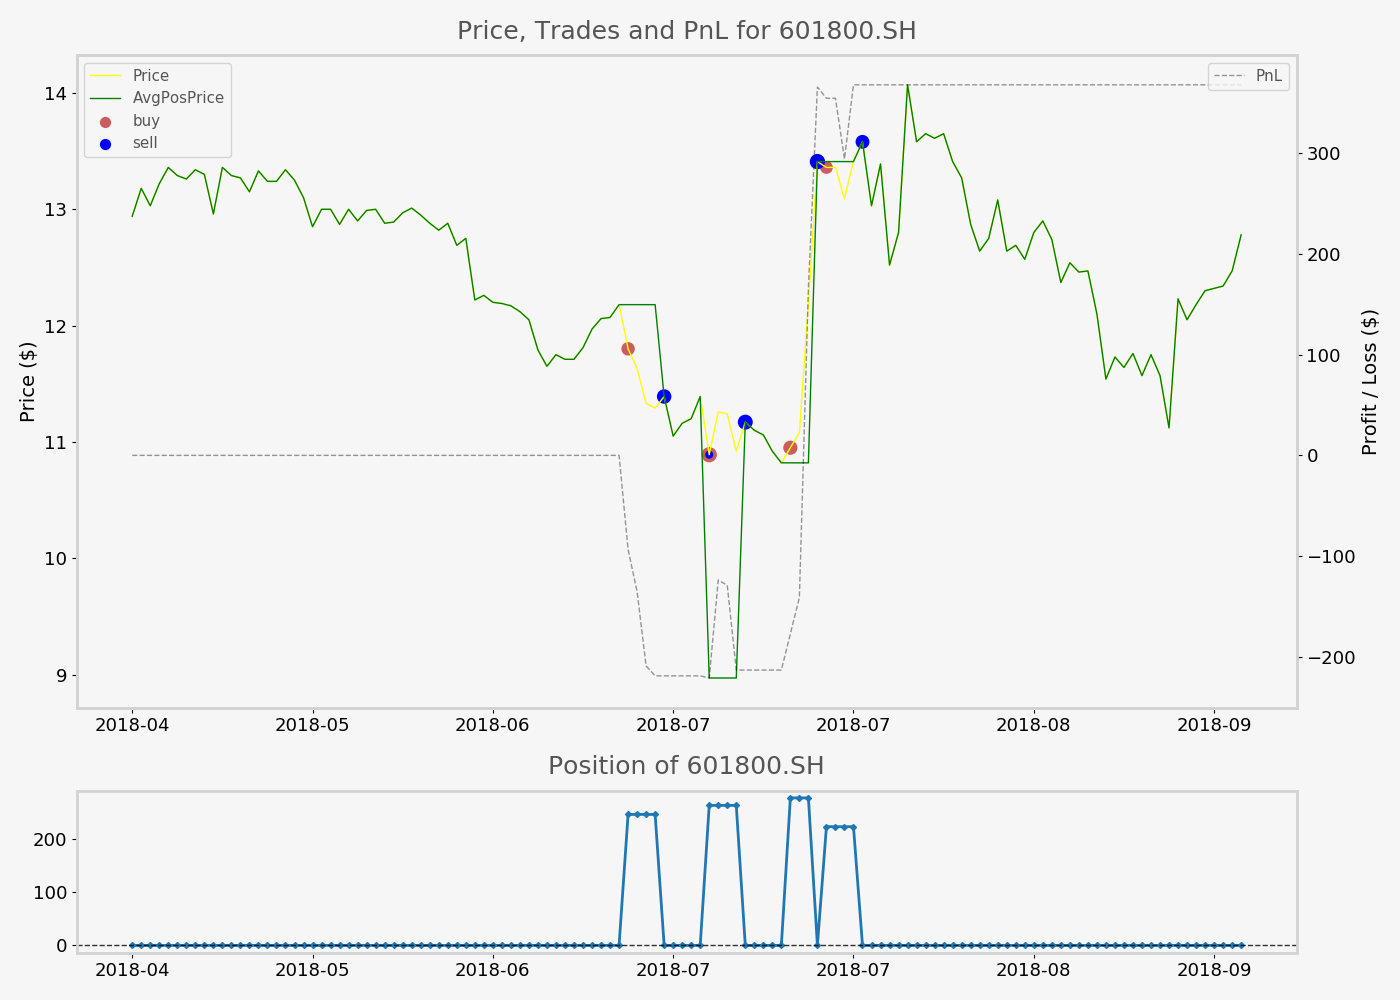 Price, Trades and PnL for 601800.SH
Price
AvgPosPrice
buy
sell
PnL
14
13
12
11
10
9
Price ($)
300
200
100
0
−100
−200
Profit / Loss ($)
2018-04 2018-05 2018-06 2018-07 2018-07 2018-08 2018-09
Position of 601800.SH
200
100
0
2018-04 2018-05 2018-06 2018-07 2018-07 2018-08 2018-09